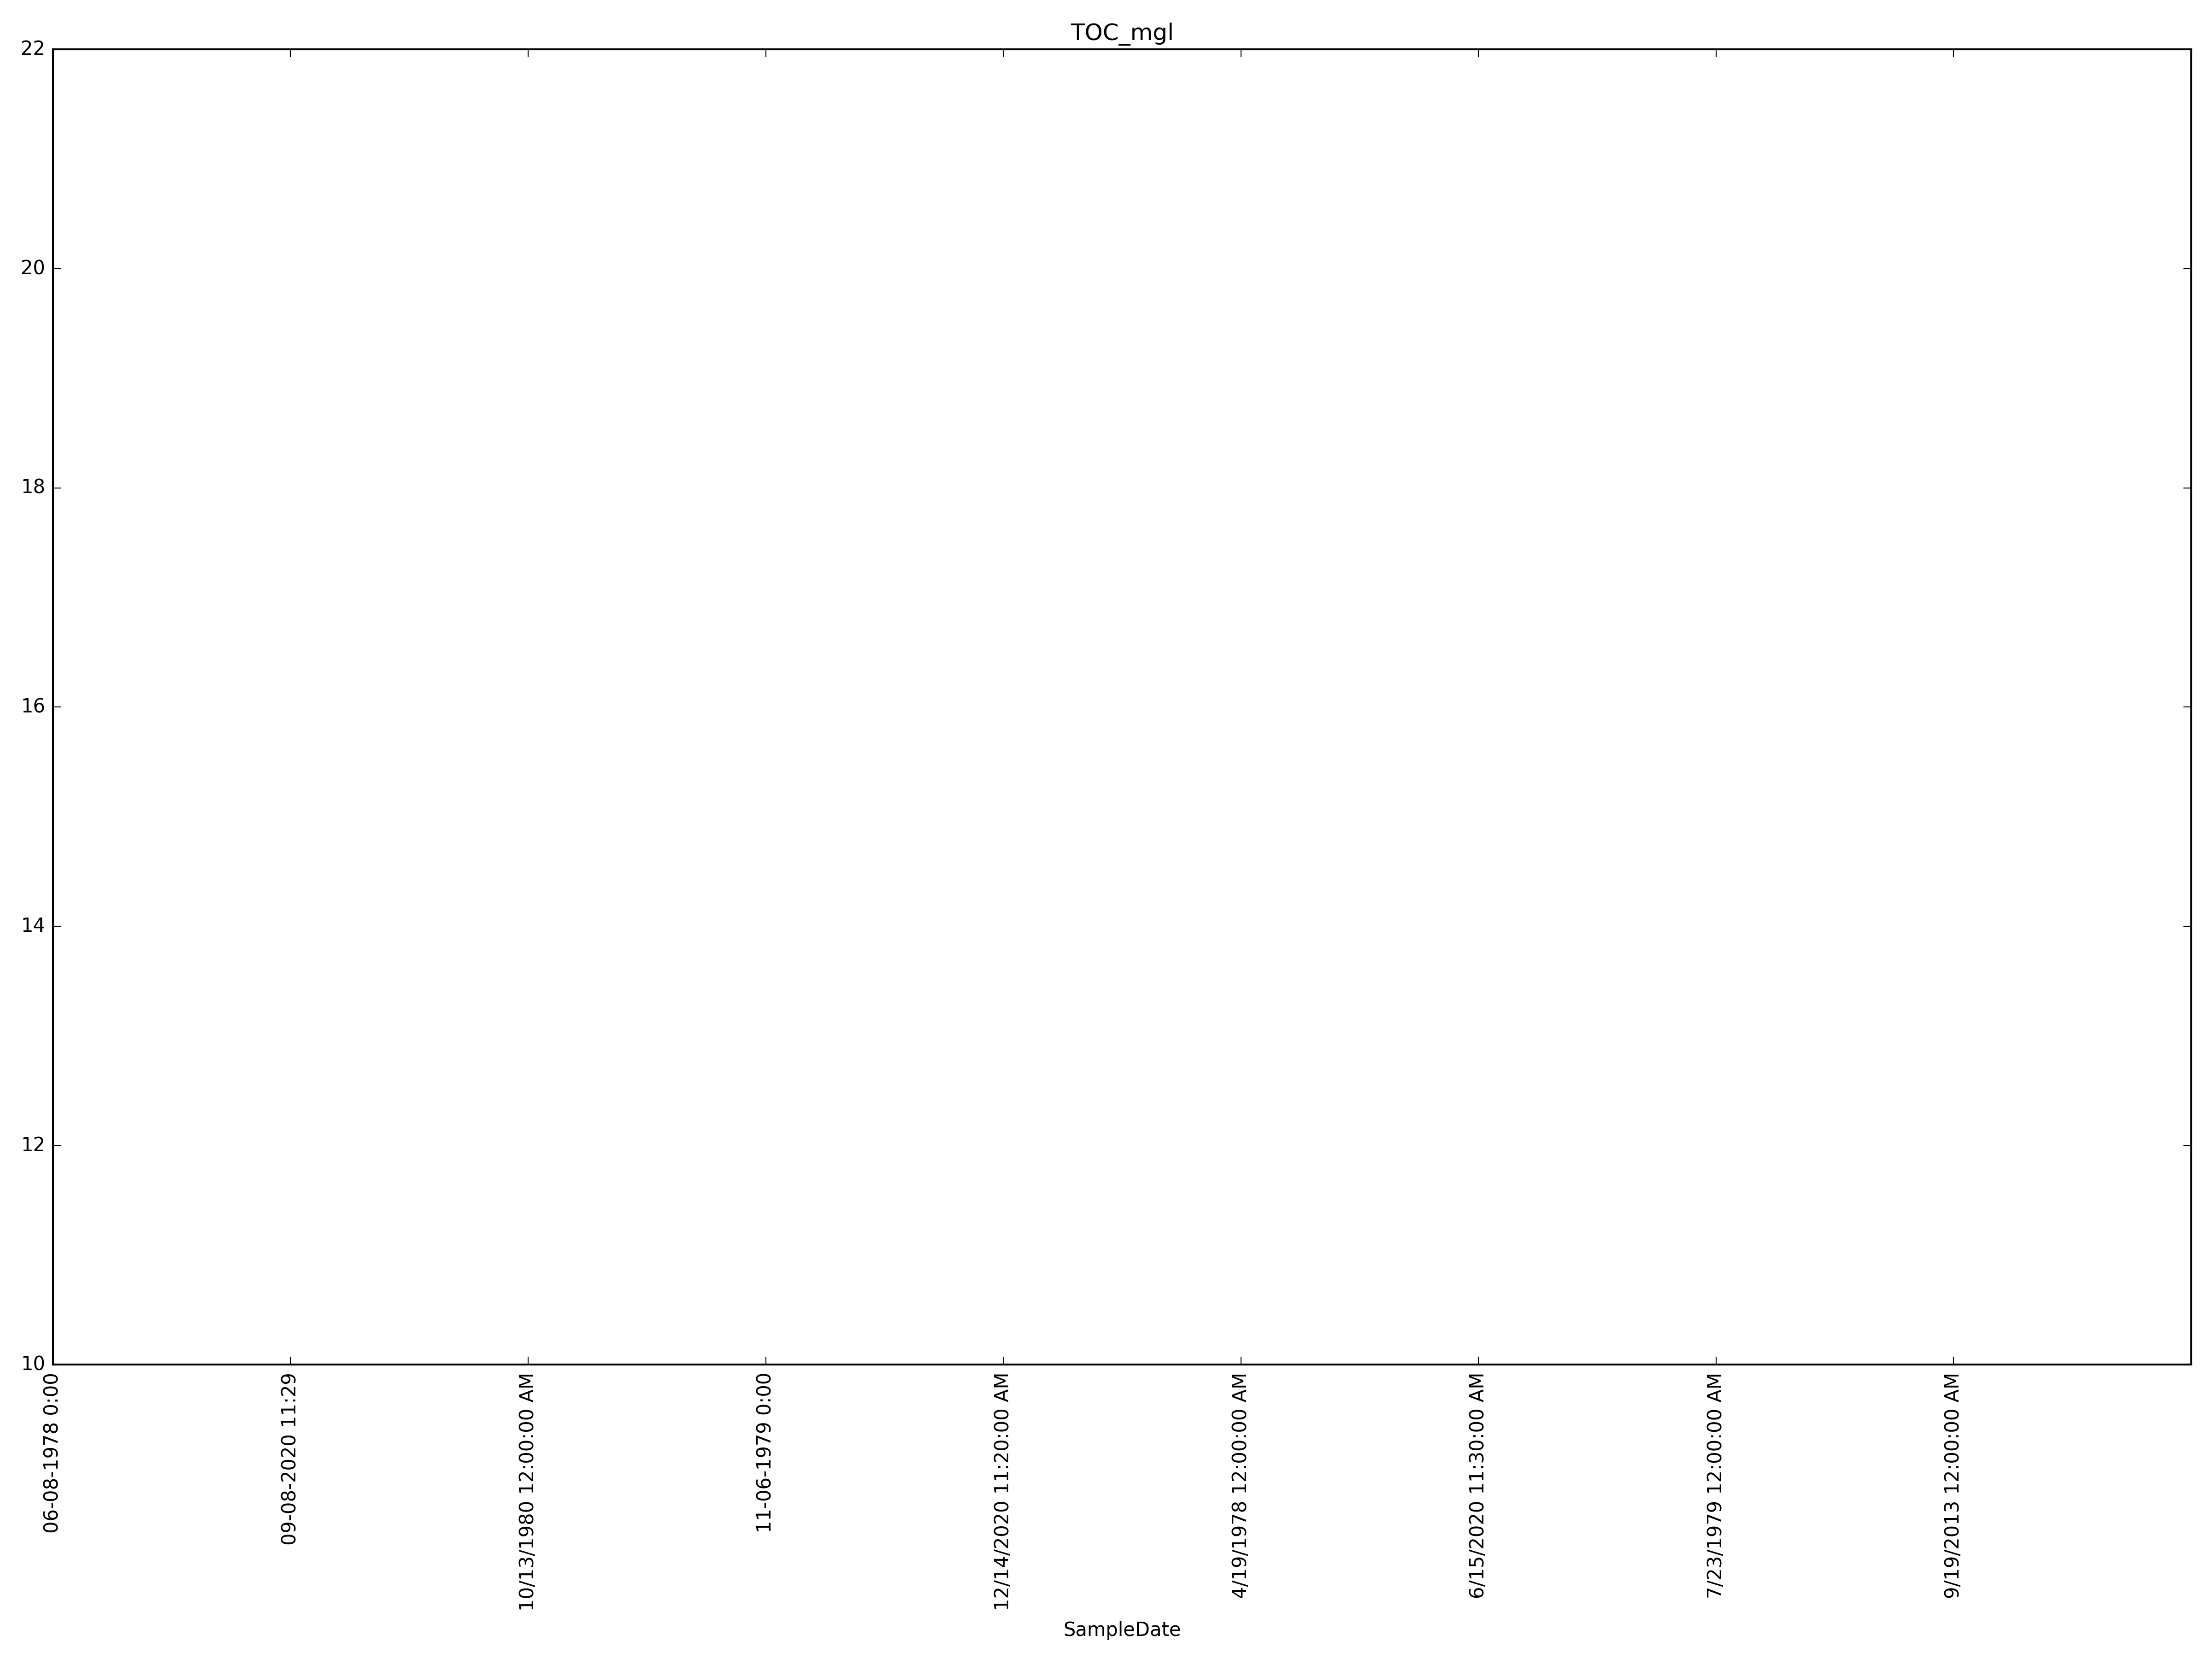 TOC_mgl
22
20
18
16
14
12
10
06-08-1978 0:00
09-08-2020 11:29
10/13/1980 12:00:00 AM
11-06-1979 0:00
12/14/2020 11:20:00 AM
4/19/1978 12:00:00 AM
6/15/2020 11:30:00 AM
7/23/1979 12:00:00 AM
9/19/2013 12:00:00 AM
SampleDate